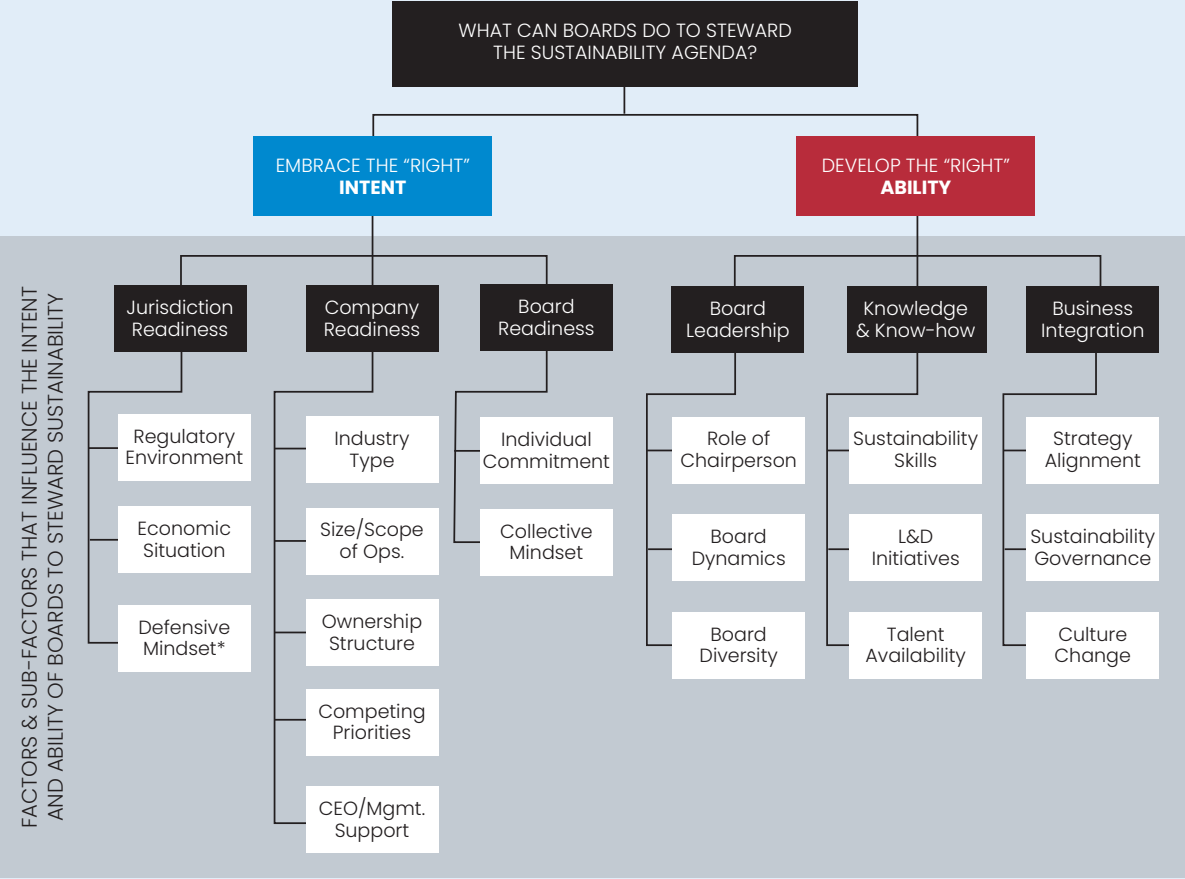 WHAT CAN BOARDS DO TO STEWARD
THE SUSTAINABILITY AGENDA?
EMBRACE THE “RIGHT”
INTENT
DEVELOP THE “RIGHT”
ABILITY
FACTORS & SUB-FACTORS THAT INFLUENCE THE INTENT
AND ABILITY OF BOARDS TO STEWARD SUSTAINABILITY
Jurisdiction
Readiness
Regulatory
Environment
Economic
Situation
Defensive
Mindset*
Company
Readiness
Industry
Type
Size/Scope
of Ops.
Ownership
Structure
Competing
Priorities
CEO/Mgmt.
Support
Board
Readiness
Individual
Commitment
Collective
Mindset
Board
Leadership
Role of
Chairperson
Board
Dynamics
Board
Diversity
Knowledge
& Know-how
Sustainability
Skills
L&D
Initiatives
Talent
Availability
Business
Integration
Strategy
Alignment
Sustainability
Governance
Culture
Change